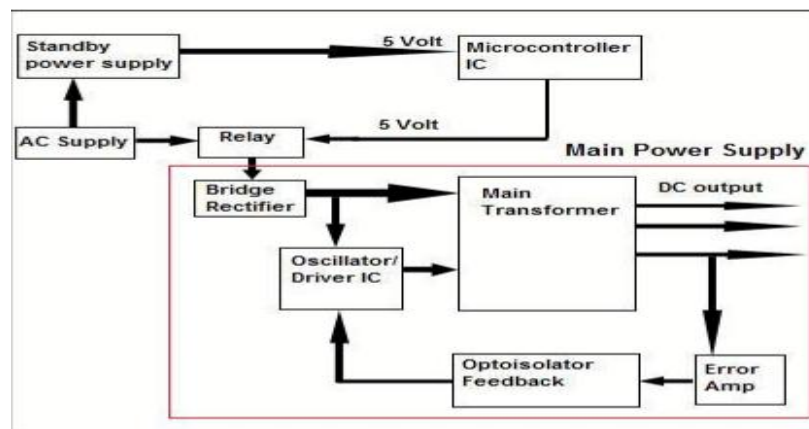 Standby
power supply
5 Volt
Microcontroller
IC
AC Supply
Relay
5 Volt
Main Power Supply
Bridge
Rectifier
Main
Transformer
DC output
Oscillator/
Driver IC
Optoisolator
Feedback
Error
Amp